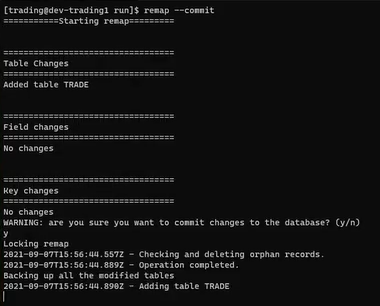 [trading@dev-trading1 run]$ remap --commit
===========Starting remap=========
==================================
Table Changes
==================================
Added table TRADE
==================================
Field changes
==================================
No changes
==================================
Key changes
==================================
No changes
WARNING: are you sure you want to commit changes to the database? (y/n)
y
Locking remap
2021-09-07T15:56:44.557Z - Checking and deleting orphan records.
2021-09-07T15:56:44.889Z - Operation completed.
Backing up all the modified tables
2021-09-07T15:56:44.890Z - Adding table TRADE